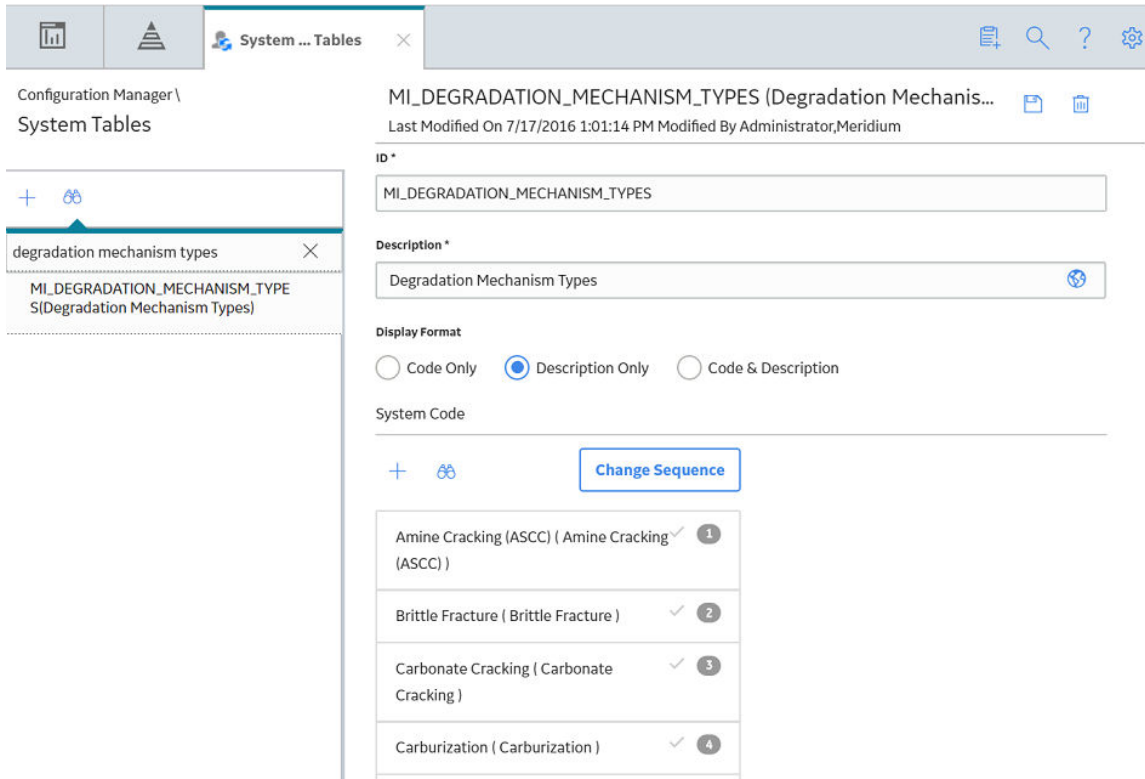 System ... Tables
Configuration Manager\
System Tables
degradation mechanism types
MI_DEGRADATION_MECHANISM_TYPE
S(Degradation Mechanism Types)
MI_DEGRADATION_MECHANISM_TYPES (Degradation Mechanis...
Last Modified On 7/17/2016 1:01:14 PM Modified By Administrator,Meridium
ID *
MI_DEGRADATION_MECHANISM_TYPES
Description *
Degradation Mechanism Types
Display Format
Code Only Description Only Code & Description
System Code
Change Sequence
Amine Cracking (ASCC) ( Amine Cracking 1
(ASCC) )
Brittle Fracture ( Brittle Fracture ) 2
Carbonate Cracking ( Carbonate 3
Cracking )
Carburization ( Carburization ) 4